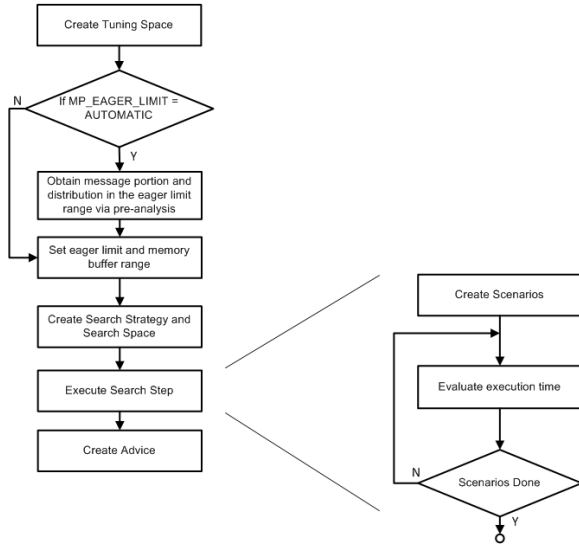 Create Tuning Space
If MP_EAGER_LIMIT =
AUTOMATIC
N
Y
Obtain message portion and
distribution in the eager limit
range via pre-analysis
Set eager limit and memory
buffer range
Create Search Strategy and
Search Space
Execute Search Step
Create Advice
Create Scenarios
Evaluate execution time
Scenarios Done
N
Y